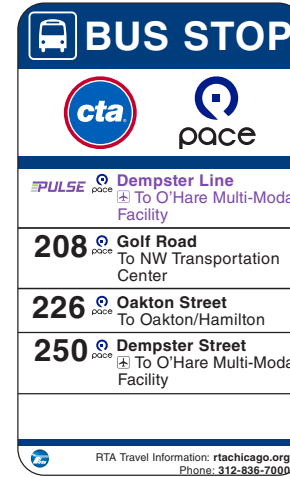 BUS STOP
cta
pace
PULSE pace Dempster Line
To O'Hare Multi-Moda
Facility
208 pace Golf Road
To NW Transportation
Center
226 pace Oakton Street
To Oakton/Hamilton
250 pace Dempster Street
To O'Hare Multi-Moda
Facility
RTA Travel Information: rtachicago.org
Phone: 312-836-7000